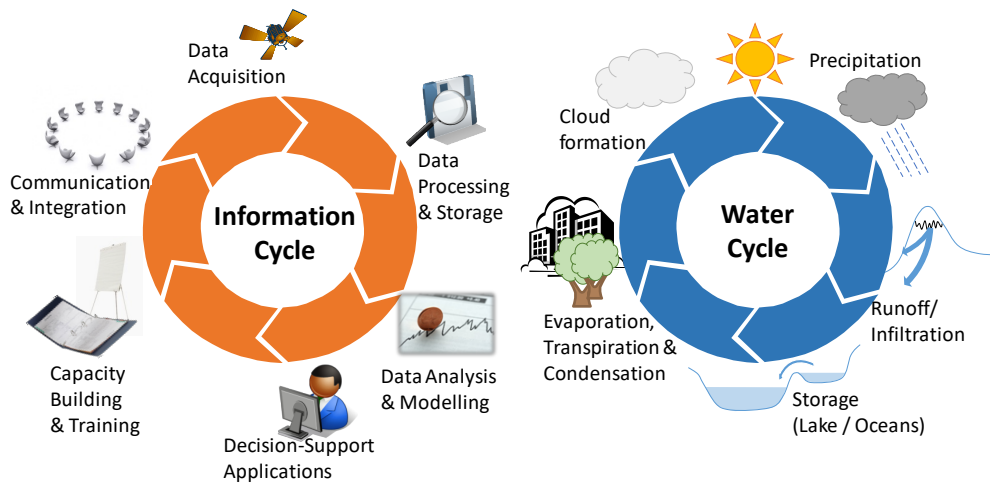 Data
Acquisition
Data
Processing
& Storage
Data Analysis
& Modelling
Decision-Support
Applications
Capacity
Building
& Training
Communication
& Integration
Information
Cycle
Precipitation
Runoff/
Infiltration
Storage
(Lake / Oceans)
Evaporation,
Transpiration &
Condensation
Cloud
formation
Water
Cycle